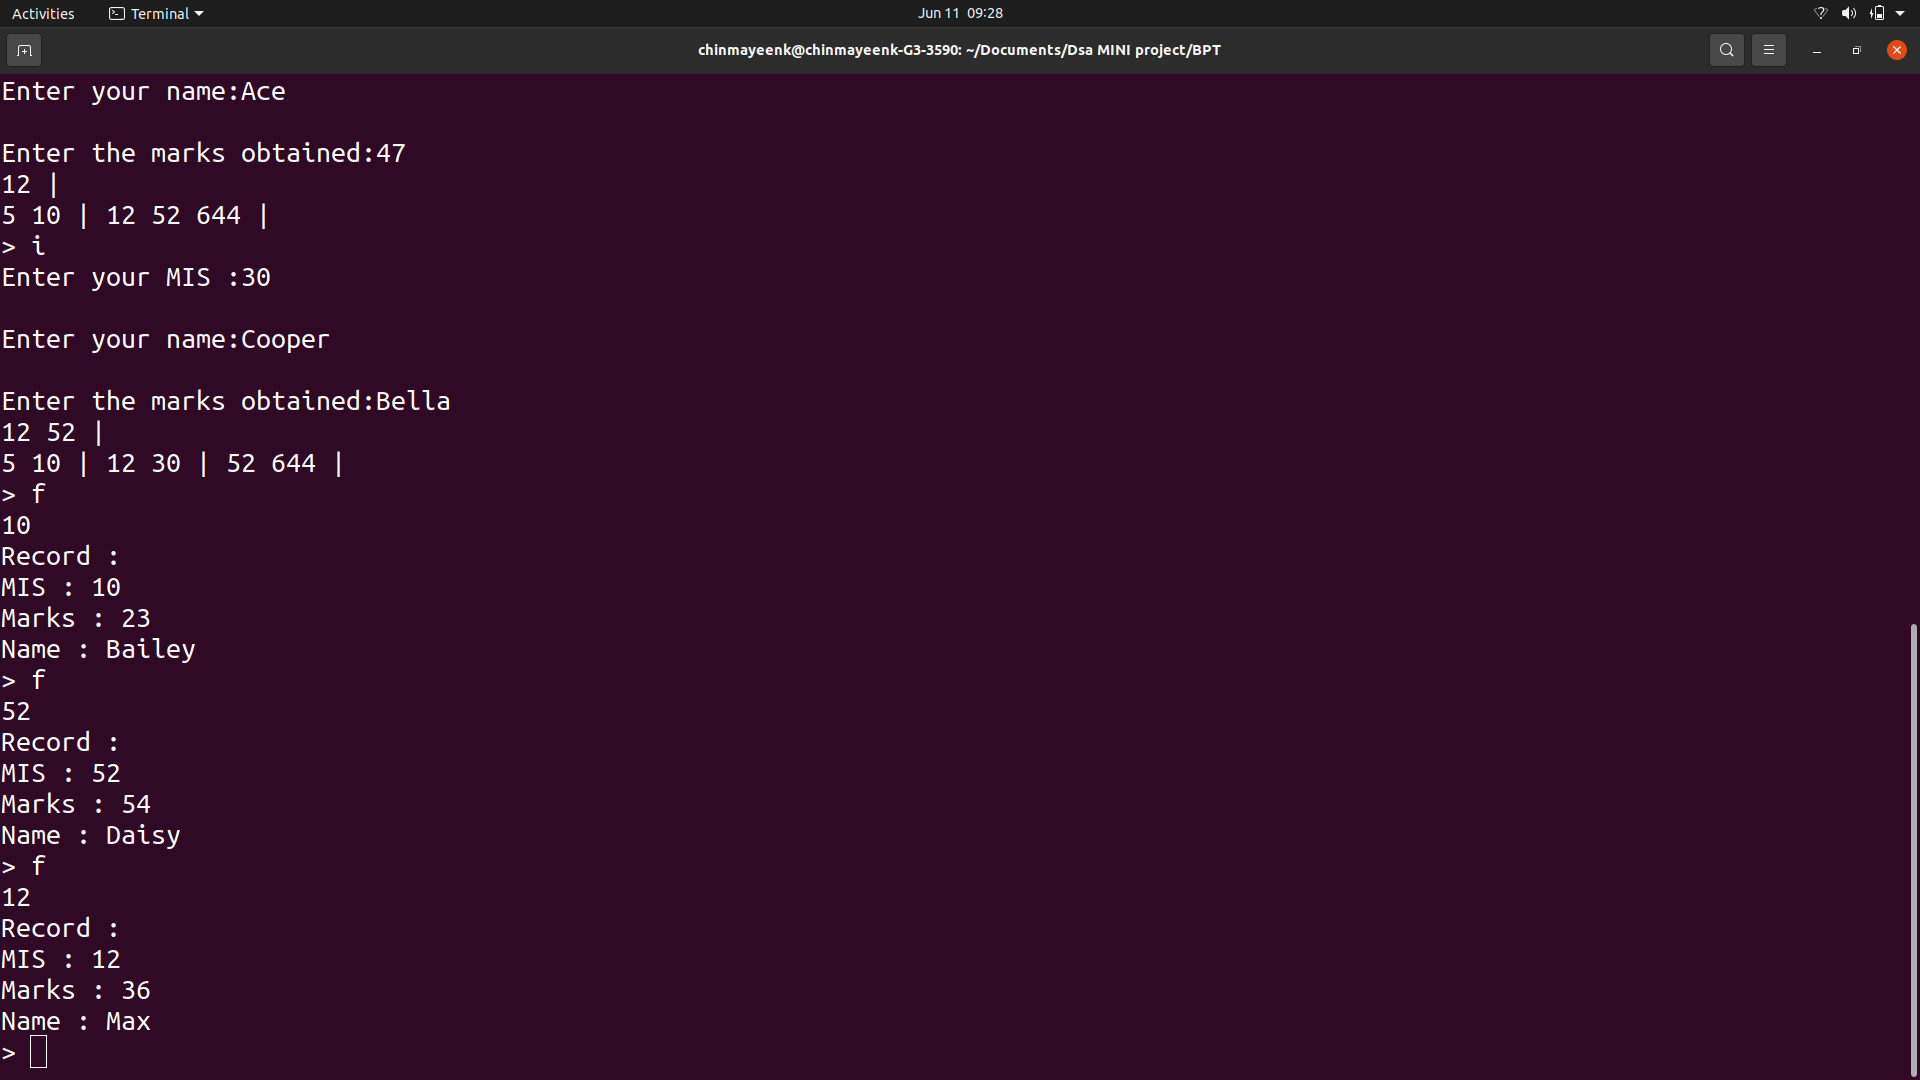 Activities Terminal Jun 11 09:28
chinmayeenk@chinmayeenk-G3-3590: ~/Documents/Dsa MINI project/BPT
Enter your name:Ace
Enter the marks obtained:47
12 |
5 10 | 12 52 644 |
> i
Enter your MIS :30
Enter your name:Cooper
Enter the marks obtained:Bella
12 52 |
5 10 | 12 30 | 52 644 |
> f
10
Record :
MIS : 10
Marks : 23
Name : Bailey
> f
52
Record :
MIS : 52
Marks : 54
Name : Daisy
> f
12
Record :
MIS : 12
Marks : 36
Name : Max
>